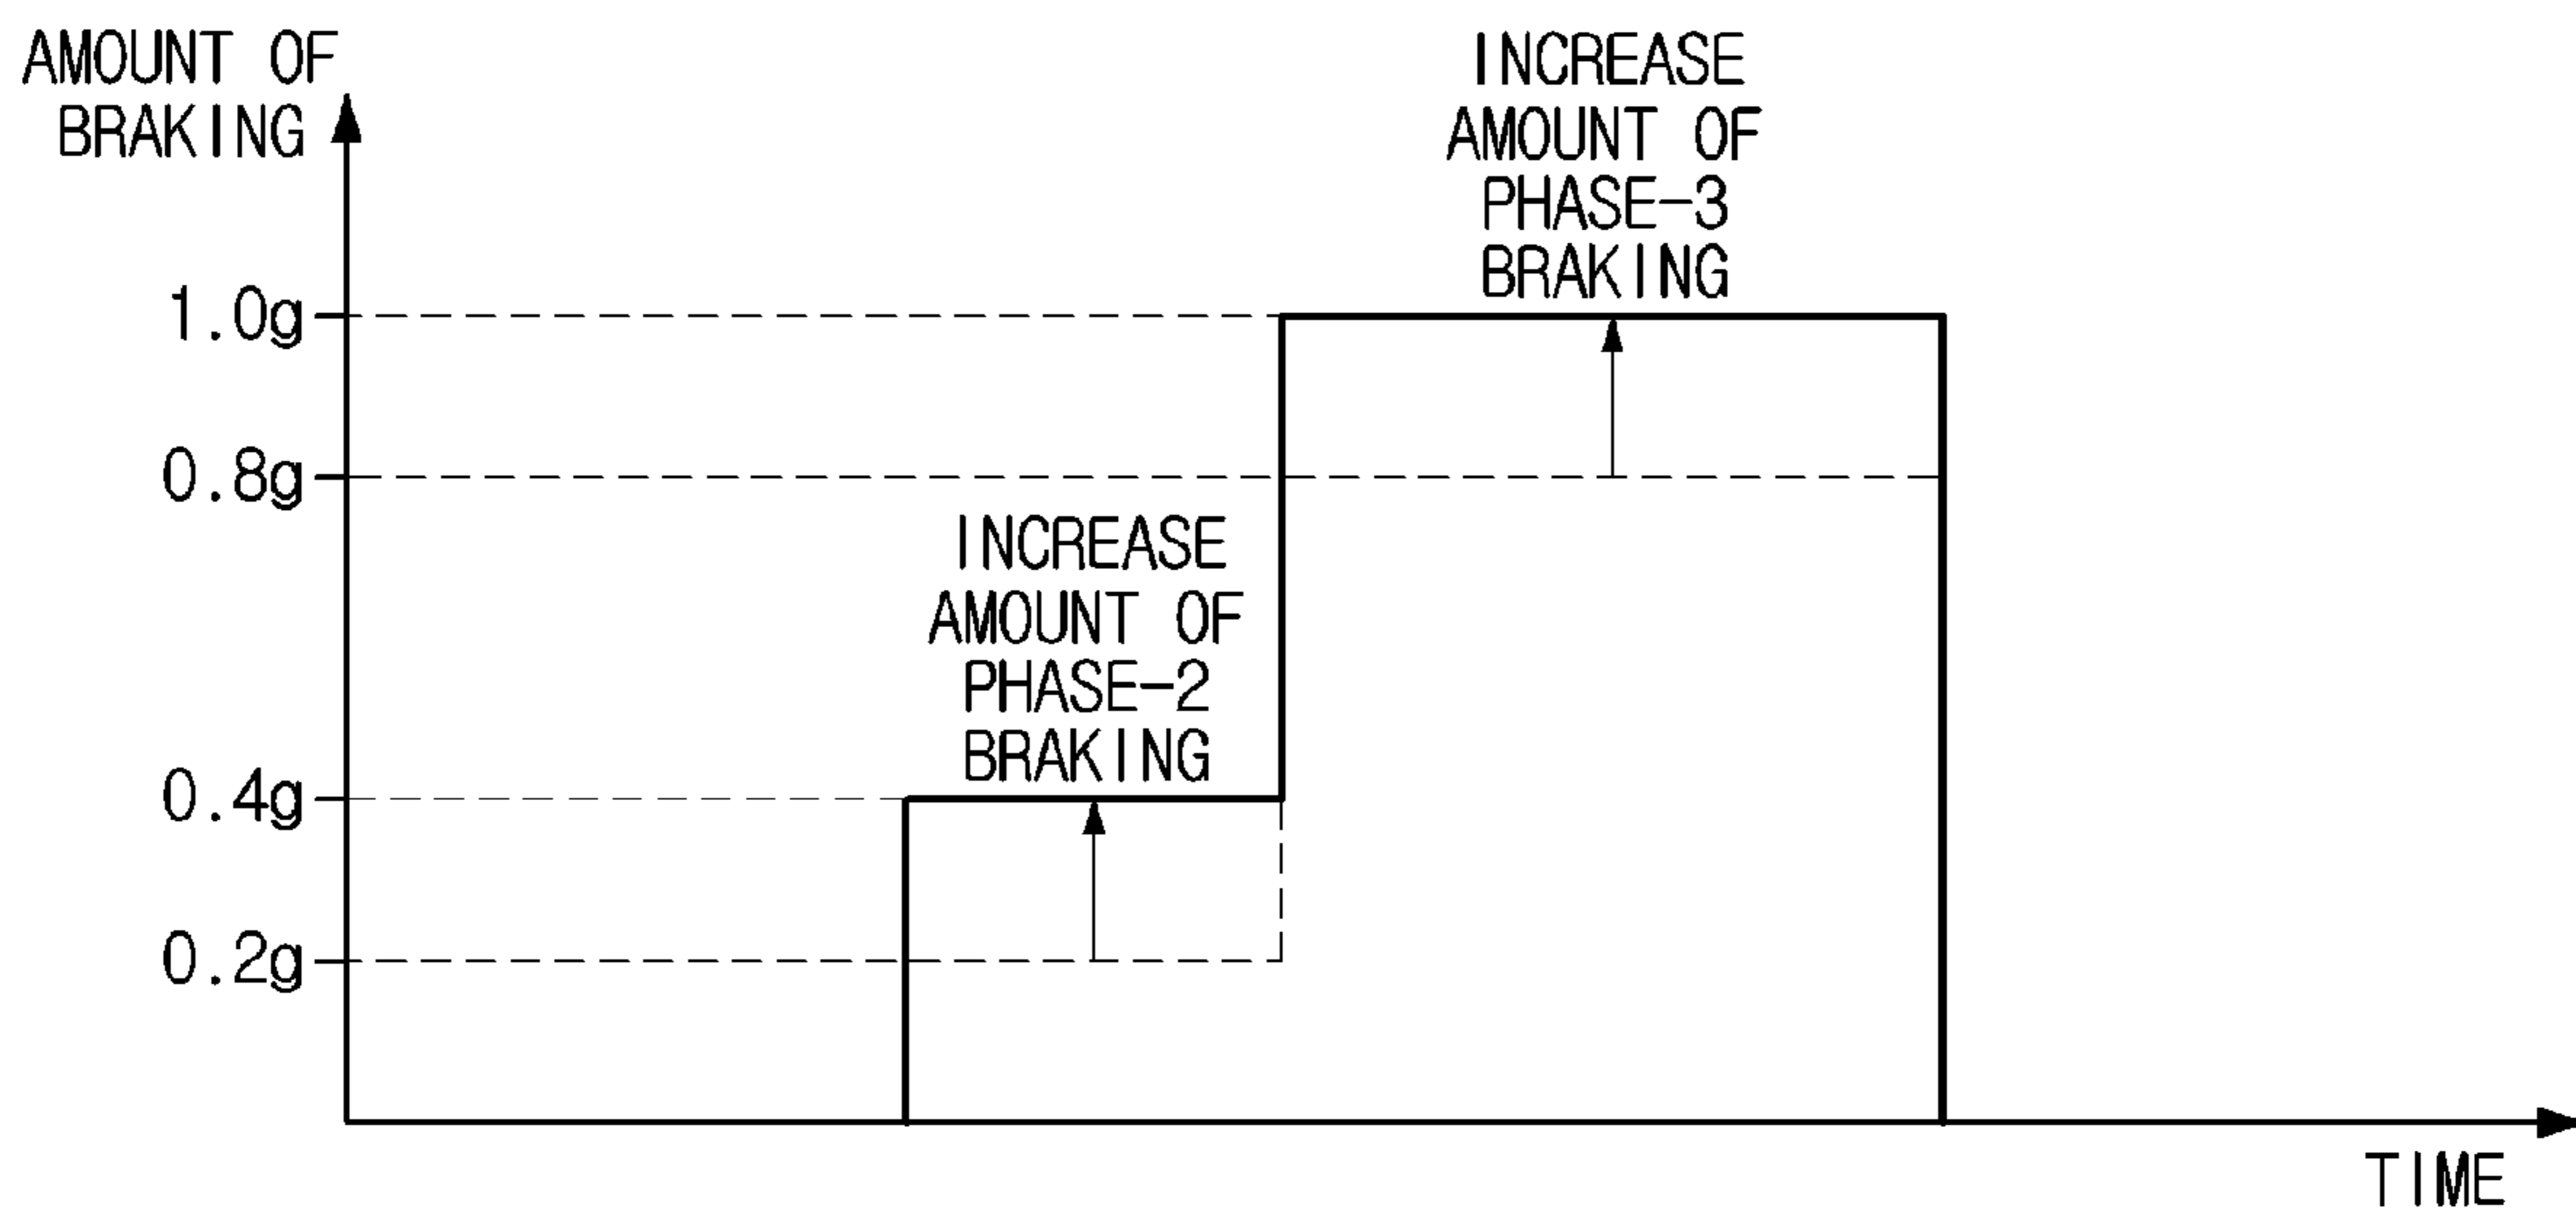 AMOUNT OF
BRAKING
INCREASE
AMOUNT OF
PHASE-3
BRAKING
1.0g
0.8g
INCREASE
AMOUNT OF
PHASE-2
BRAKING
0.4g
0.2g
TIME